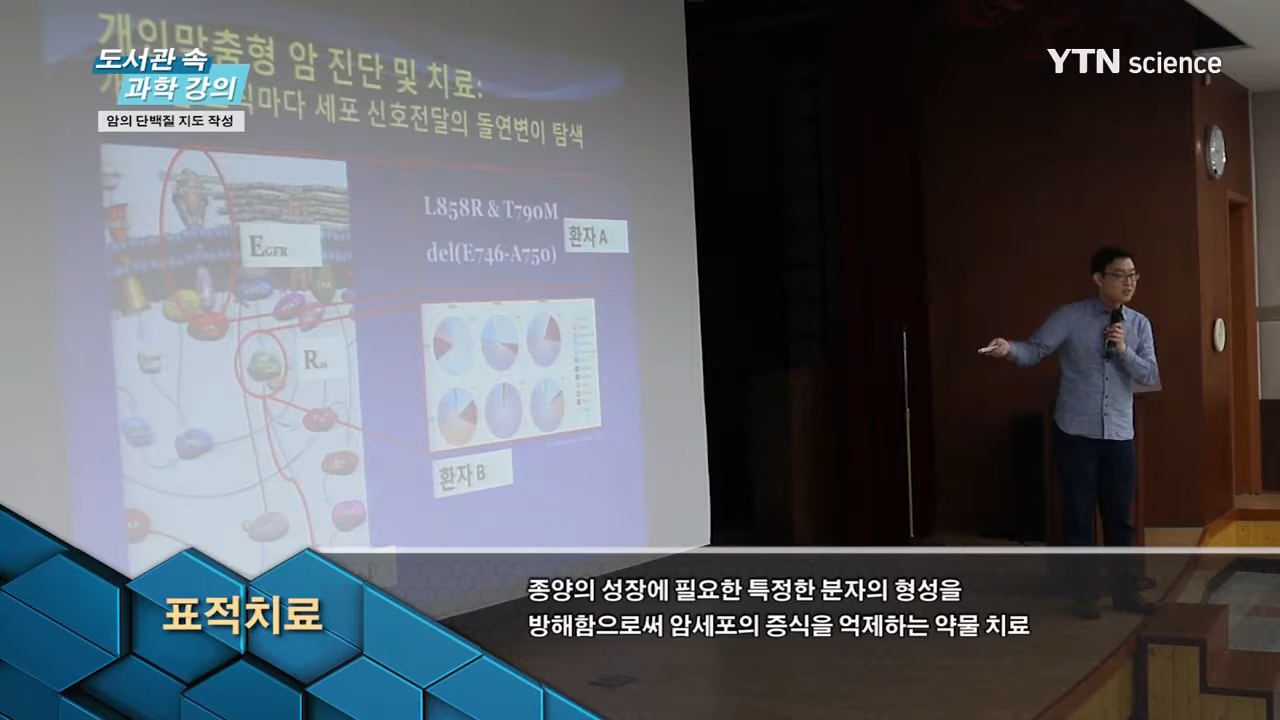 개인맞춤형 암 진단 및 치료:
마다 세포 신호전달의 돌연변이 탐색
도서관 속
과학 강의
암의 단백질 지도 작성
YTN science
L858R & T790M
del(E746-A750)
환자 A
EGFR
Ras
환자 B
표적치료
종양의 성장에 필요한 특정한 분자의 형성을
방해함으로써 암세포의 증식을 억제하는 약물 치료